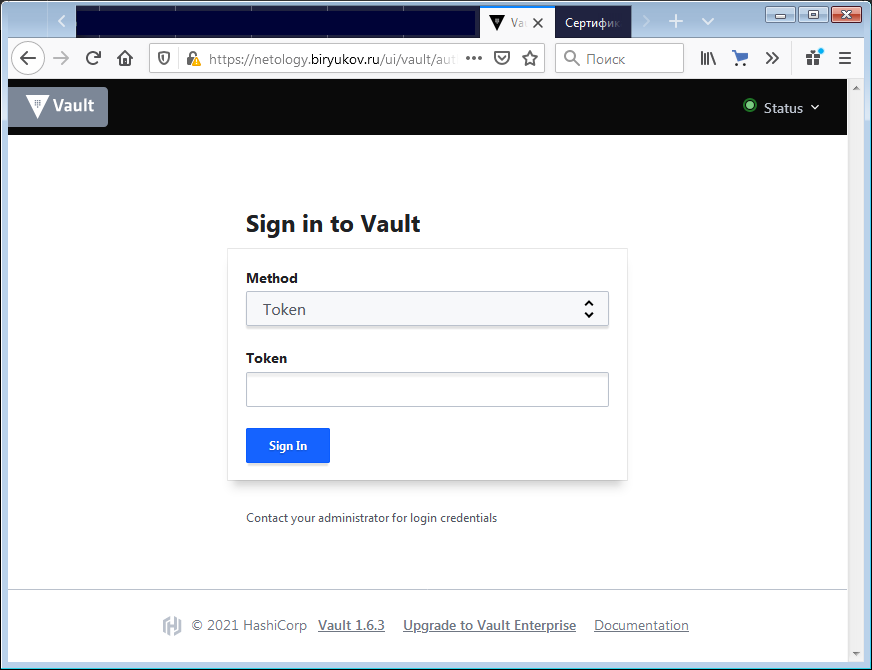 Va
Сертифик
https://netology.biryukov.ru/ui/vault/aut
Поиск
Vault
Status
Sign in to Vault
Method
Token
Token
Sign In
Contact your administrator for login credentials
© 2021 HashiCorp Vault 1.6.3 Upgrade to Vault Enterprise Documentation